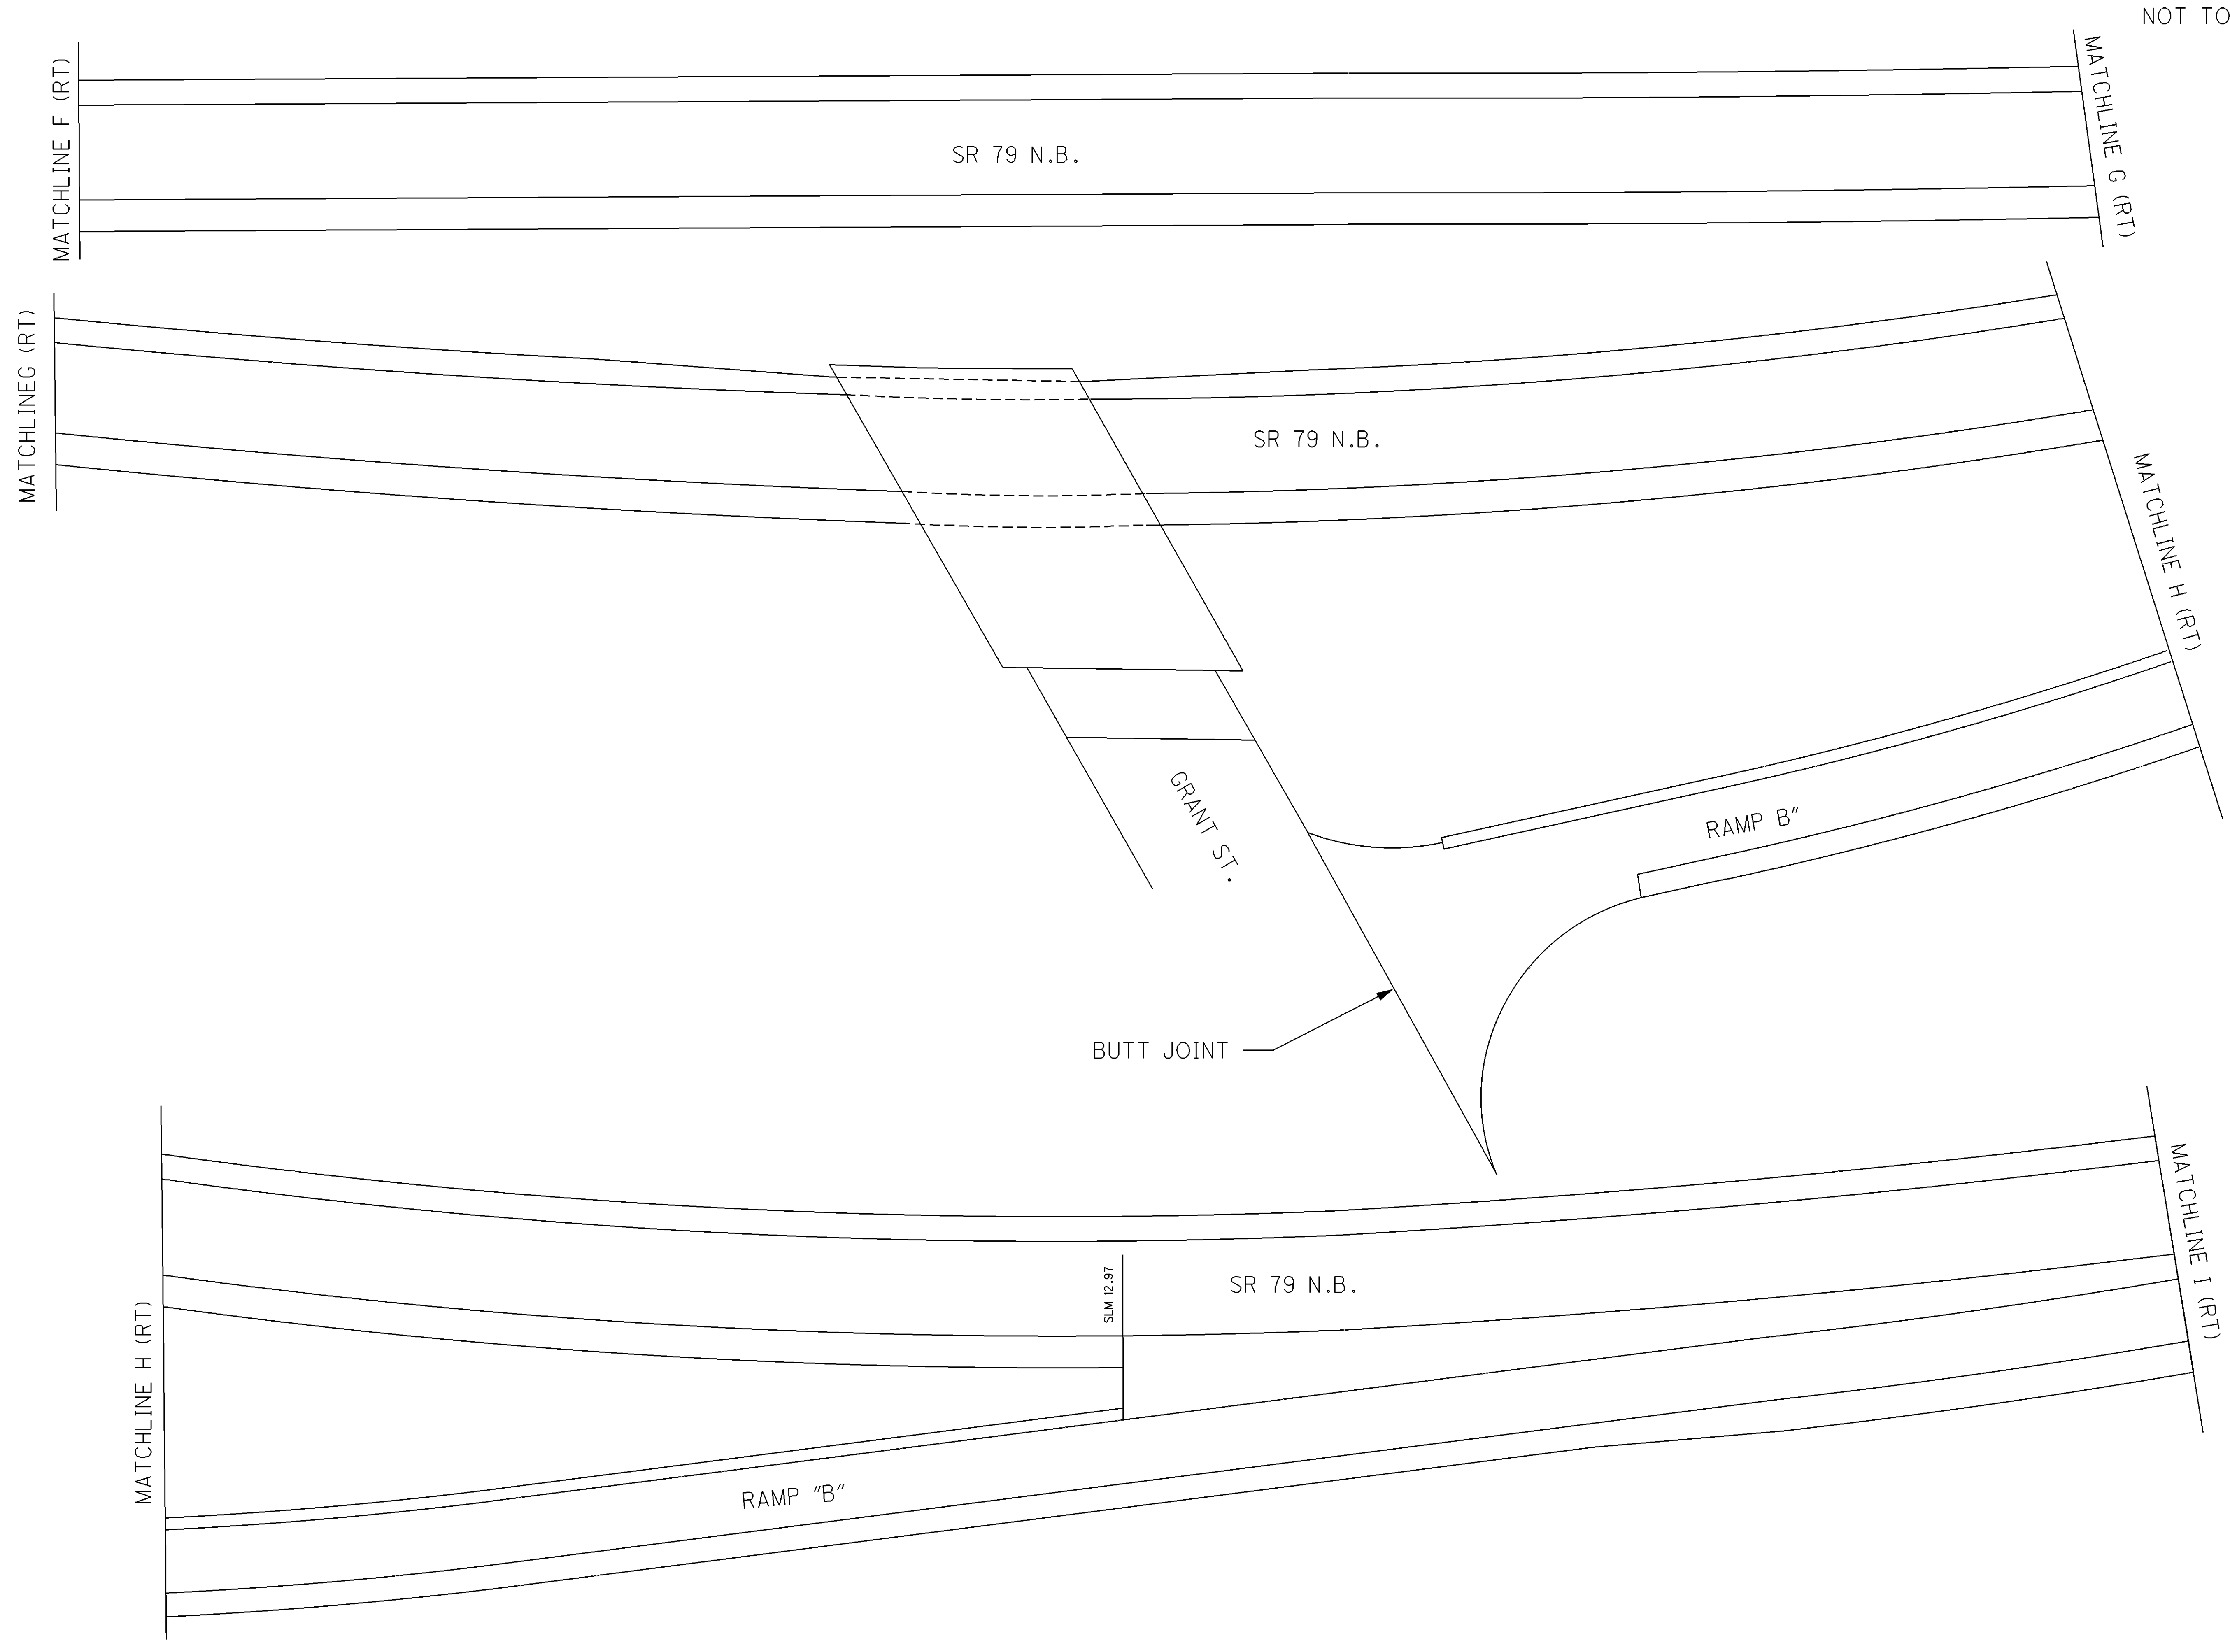 NOT TO
MATCHLINE F (RT)
SR 79 N.B.
MATCHLINE G (RT)
MATCHLINEG (RT)
SR 79 N.B.
MATCHLINE H (RT)
GRANT ST.
RAMP B"
BUTT JOINT
MATCHLINE H (RT)
SLM 12.97
SR 79 N.B.
MATCHLINE I (RT)
RAMP "B"